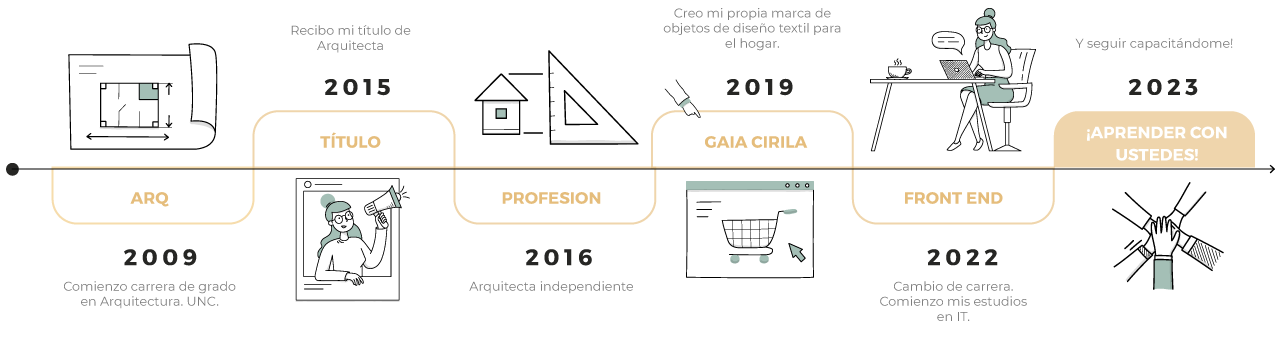 ARQ
2009
Comienzo carrera de grado
en Arquitectura. UNC.
Recibo mi título de
Arquitecta
2015
TÍTULO
PROFESION
2016
Arquitecta independiente
Creo mi propia marca de
objetos de diseño textil para
el hogar.
2019
GAIA CIRILA
FRONT END
2022
Cambio de carrera.
Comienzo mis estudios
en IT.
Y seguir capacitándome!
2023
¡APRENDER CON
USTEDES!